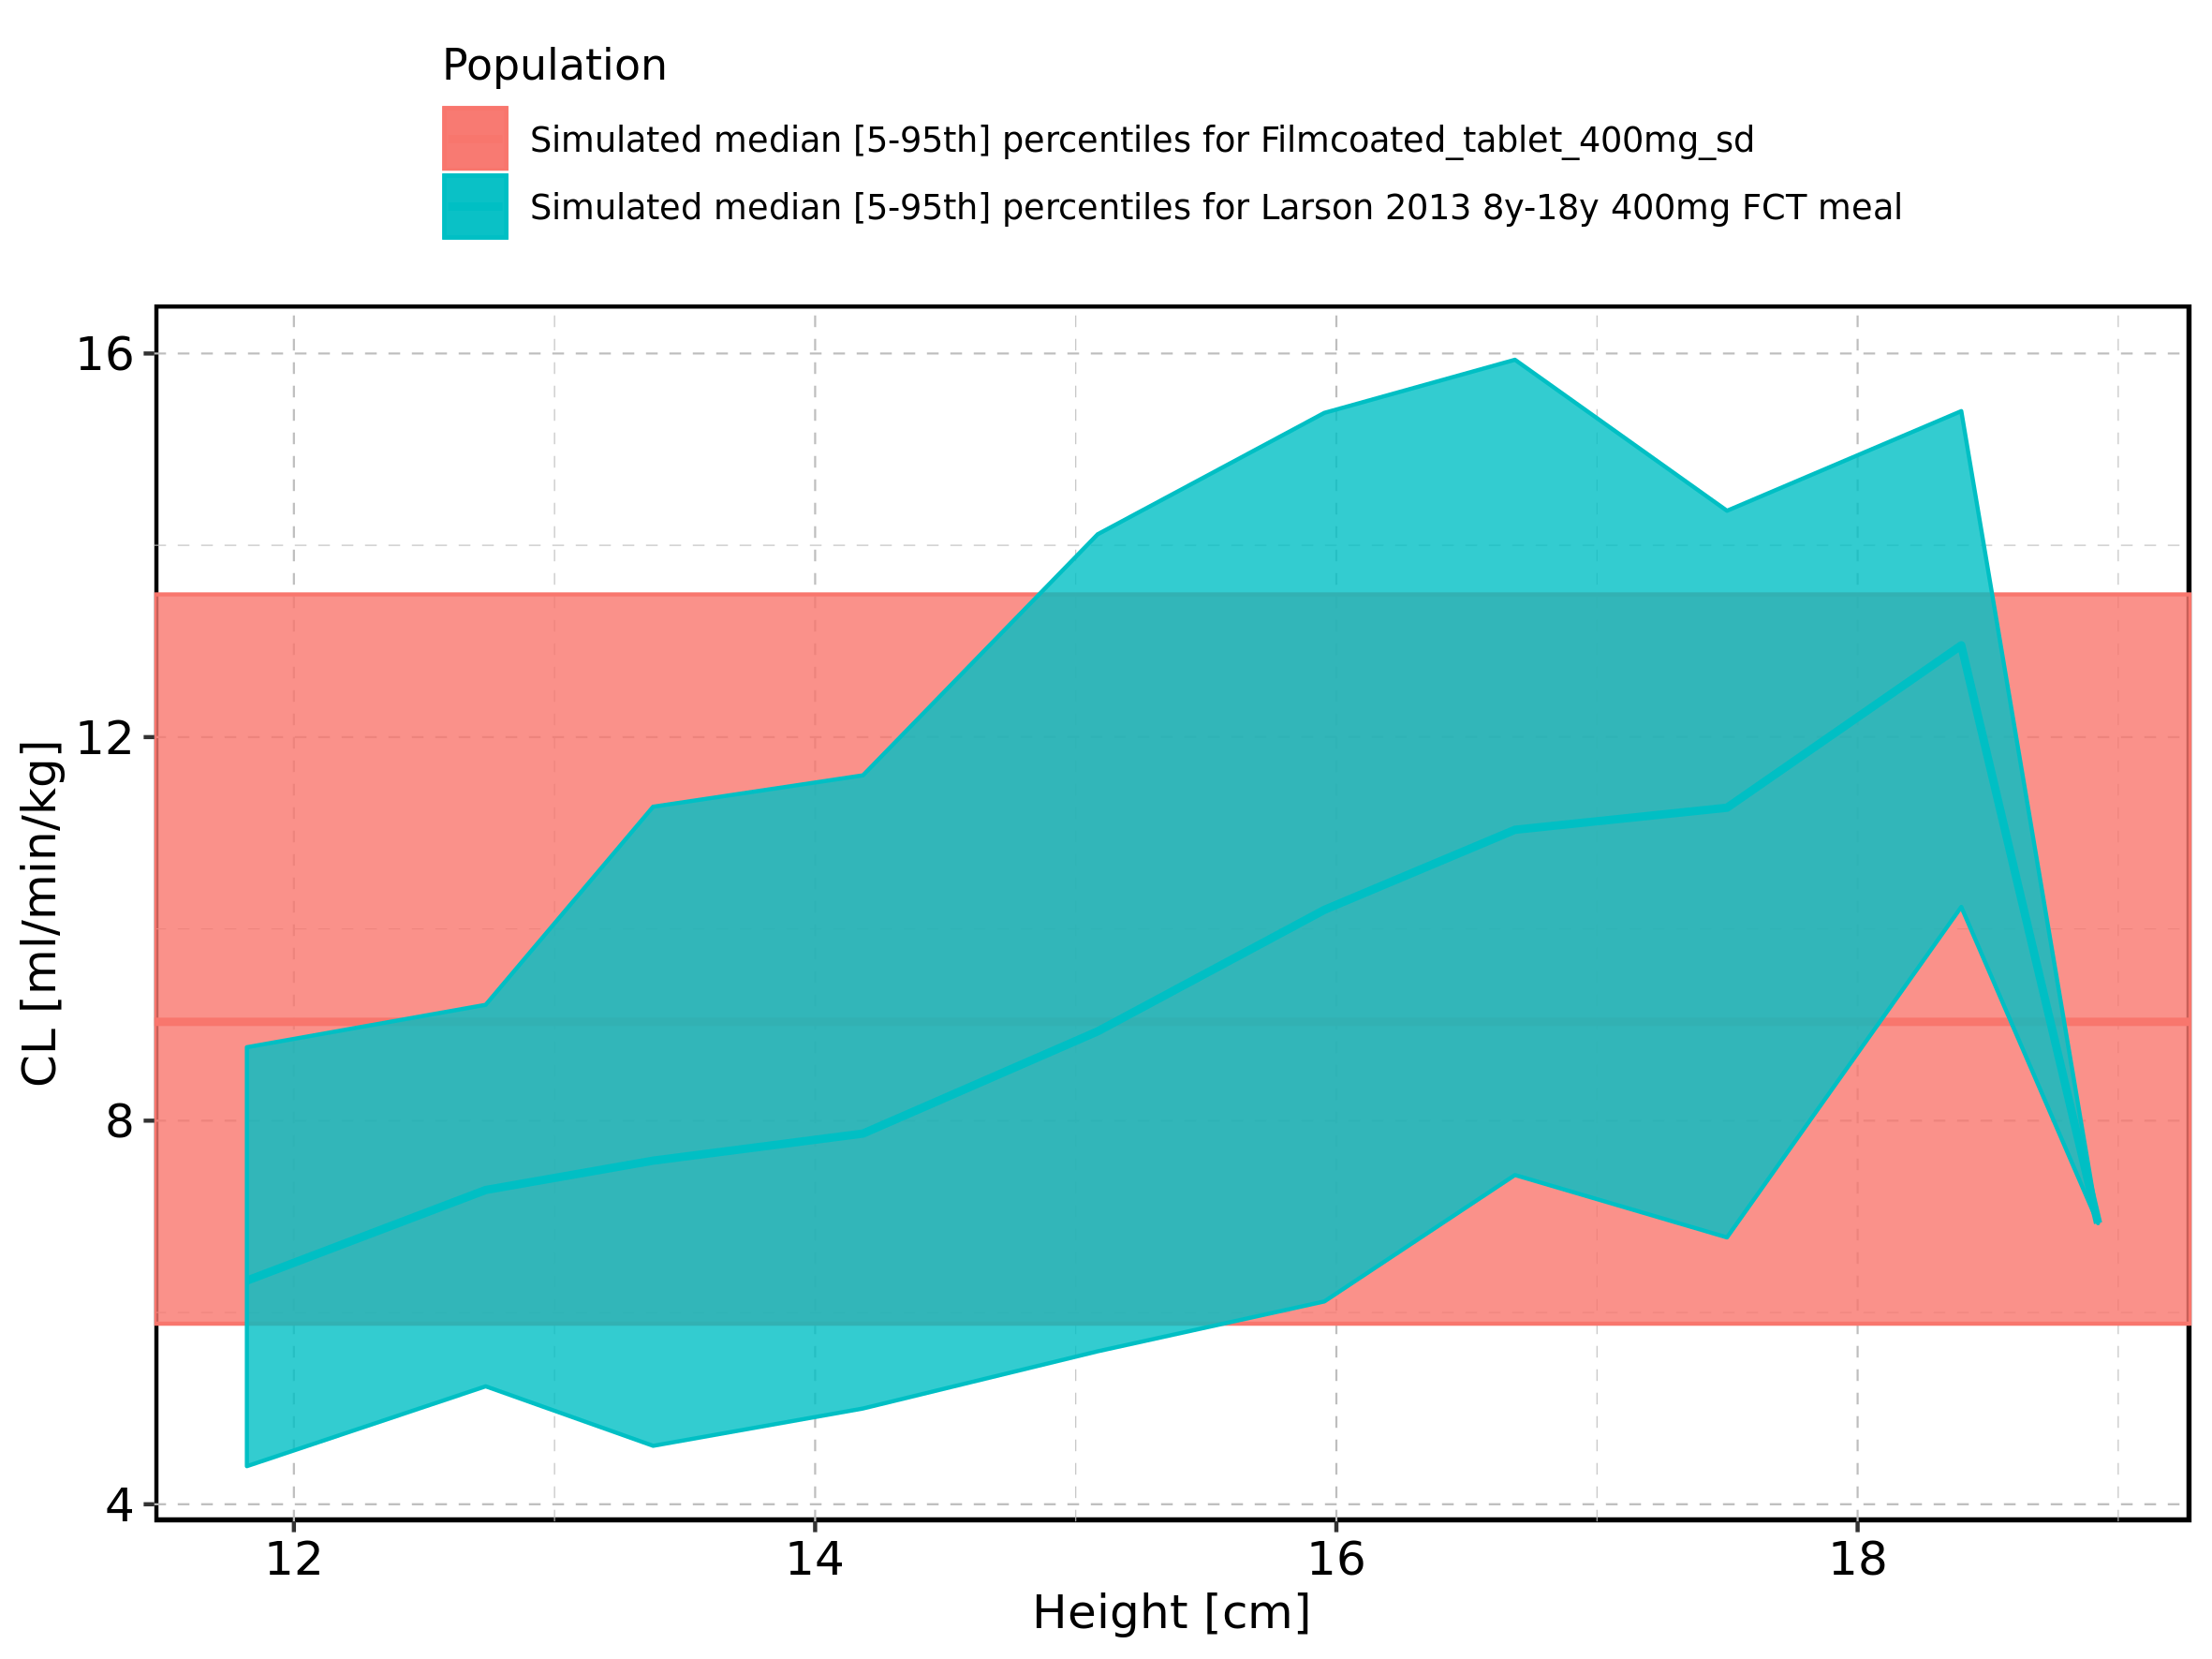 Population
Simulated median [5-95th] percentiles for Filmcoated_tablet_400mg_sd
Simulated median [5-95th] percentiles for Larson 2013 8y-18y 400mg FCT meal
16
12
8
4
CL [ml/min/kg]
12 14 16 18
Height [cm]